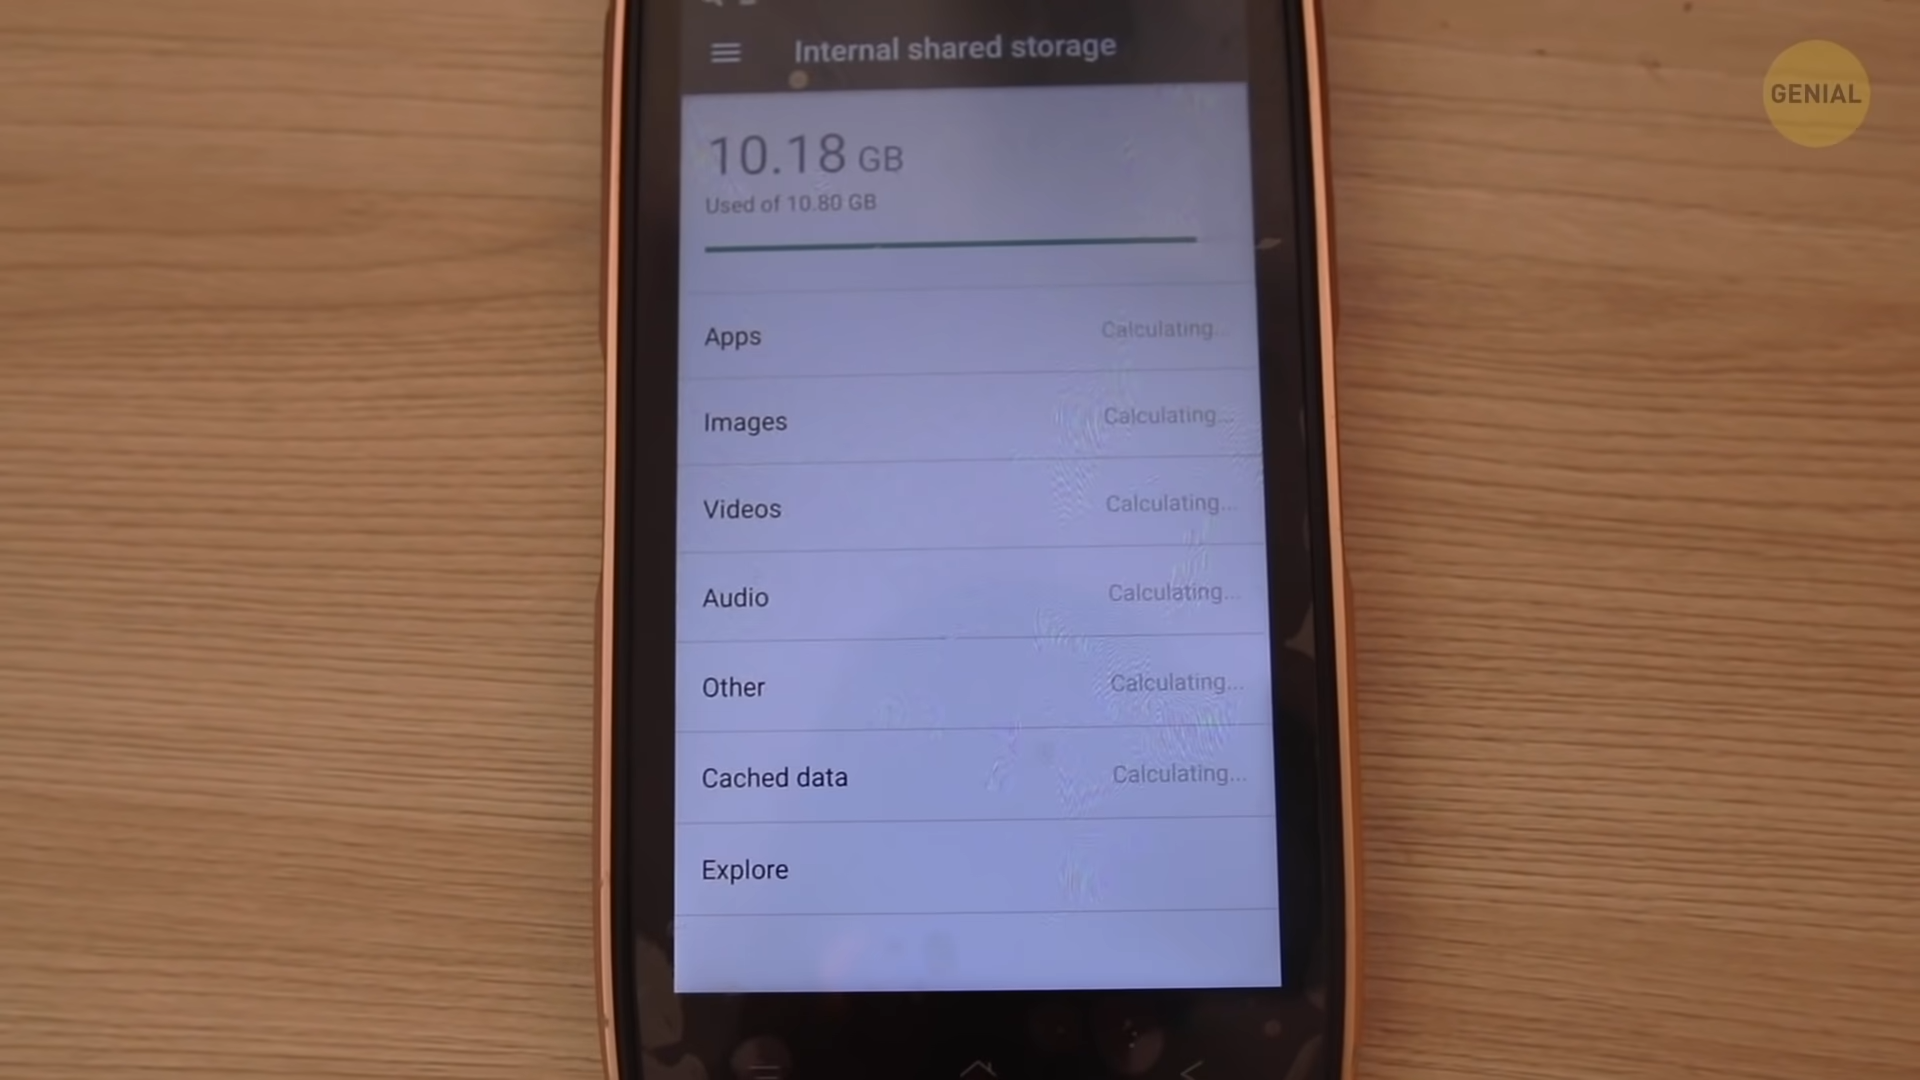 Internal shared storage
GENIAL
10.18 GB
Used of 10.80 GB
Apps Calculating...
Images Calculating...
Videos Calculating...
Audio Calculating...
Other Calculating...
Cached data Calculating...
Explore